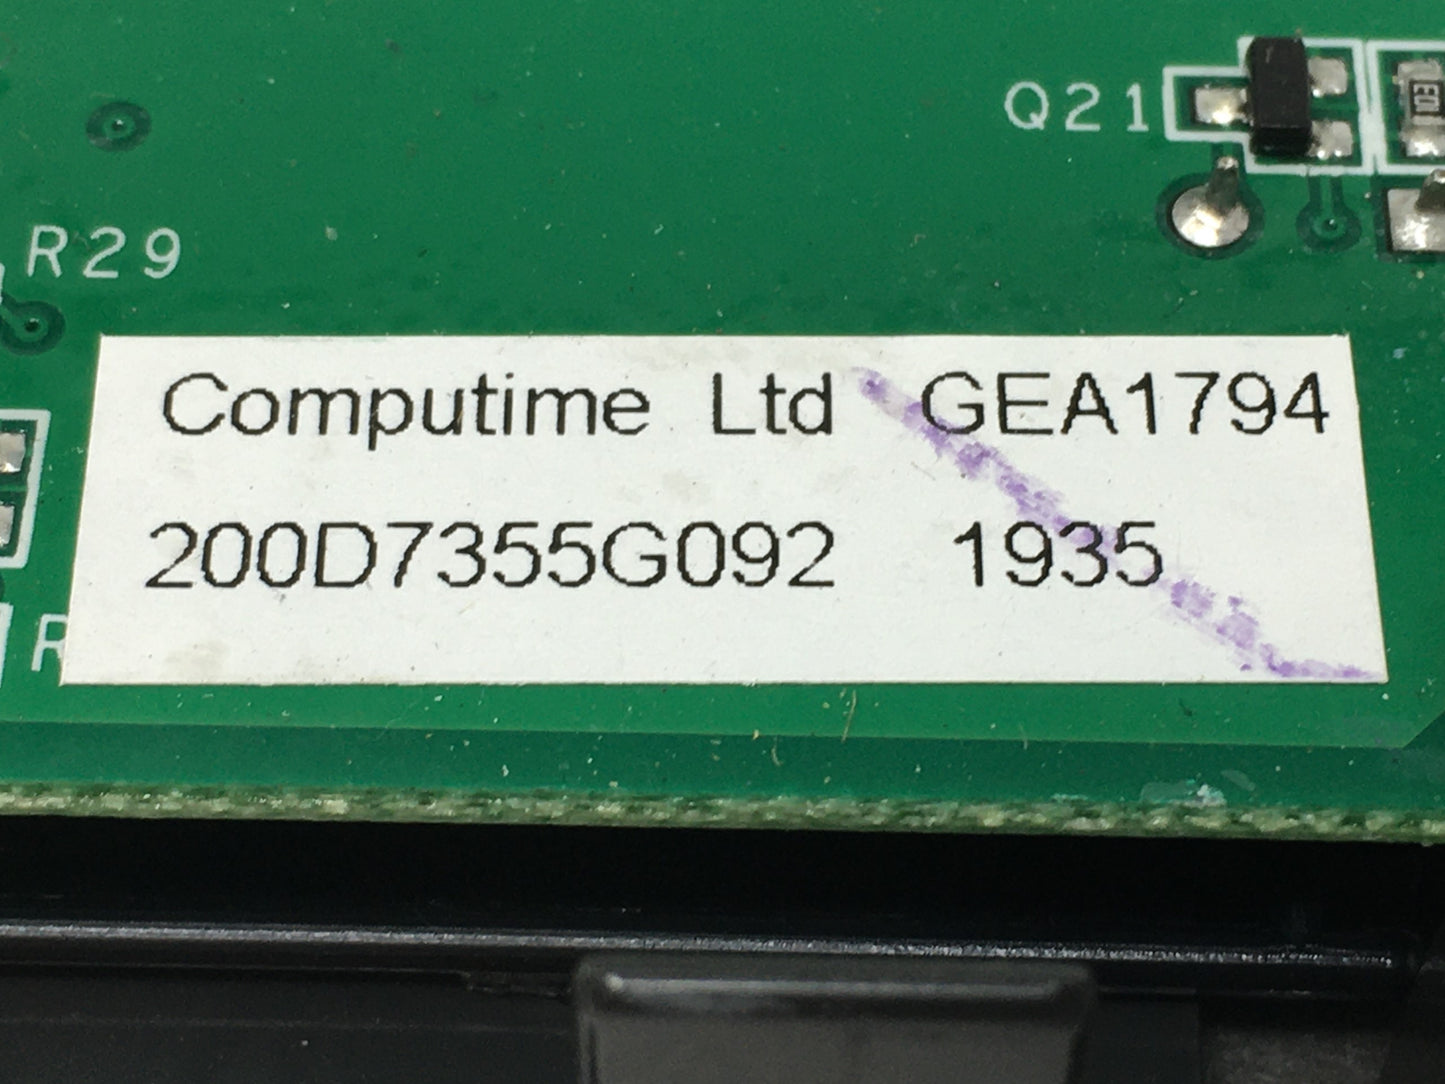 Q21
R29
Computime Ltd GEA1794
200D7355G092 1935
R